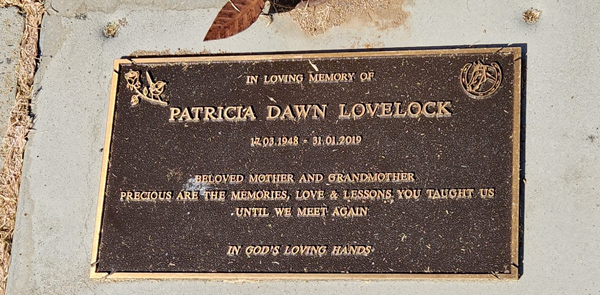 IN LOVING MEMORY OF
PATRICIA DAWN LOVELOCK
17.03.1948 - 31.01.2019
BELOVED MOTHER AND GRANDMOTHER
PRECIOUS ARE THE MEMORIES, LOVE & LESSONS YOU TAUGHT US
UNTIL WE MEET AGAIN
IN GOD'S LOVING HANDS